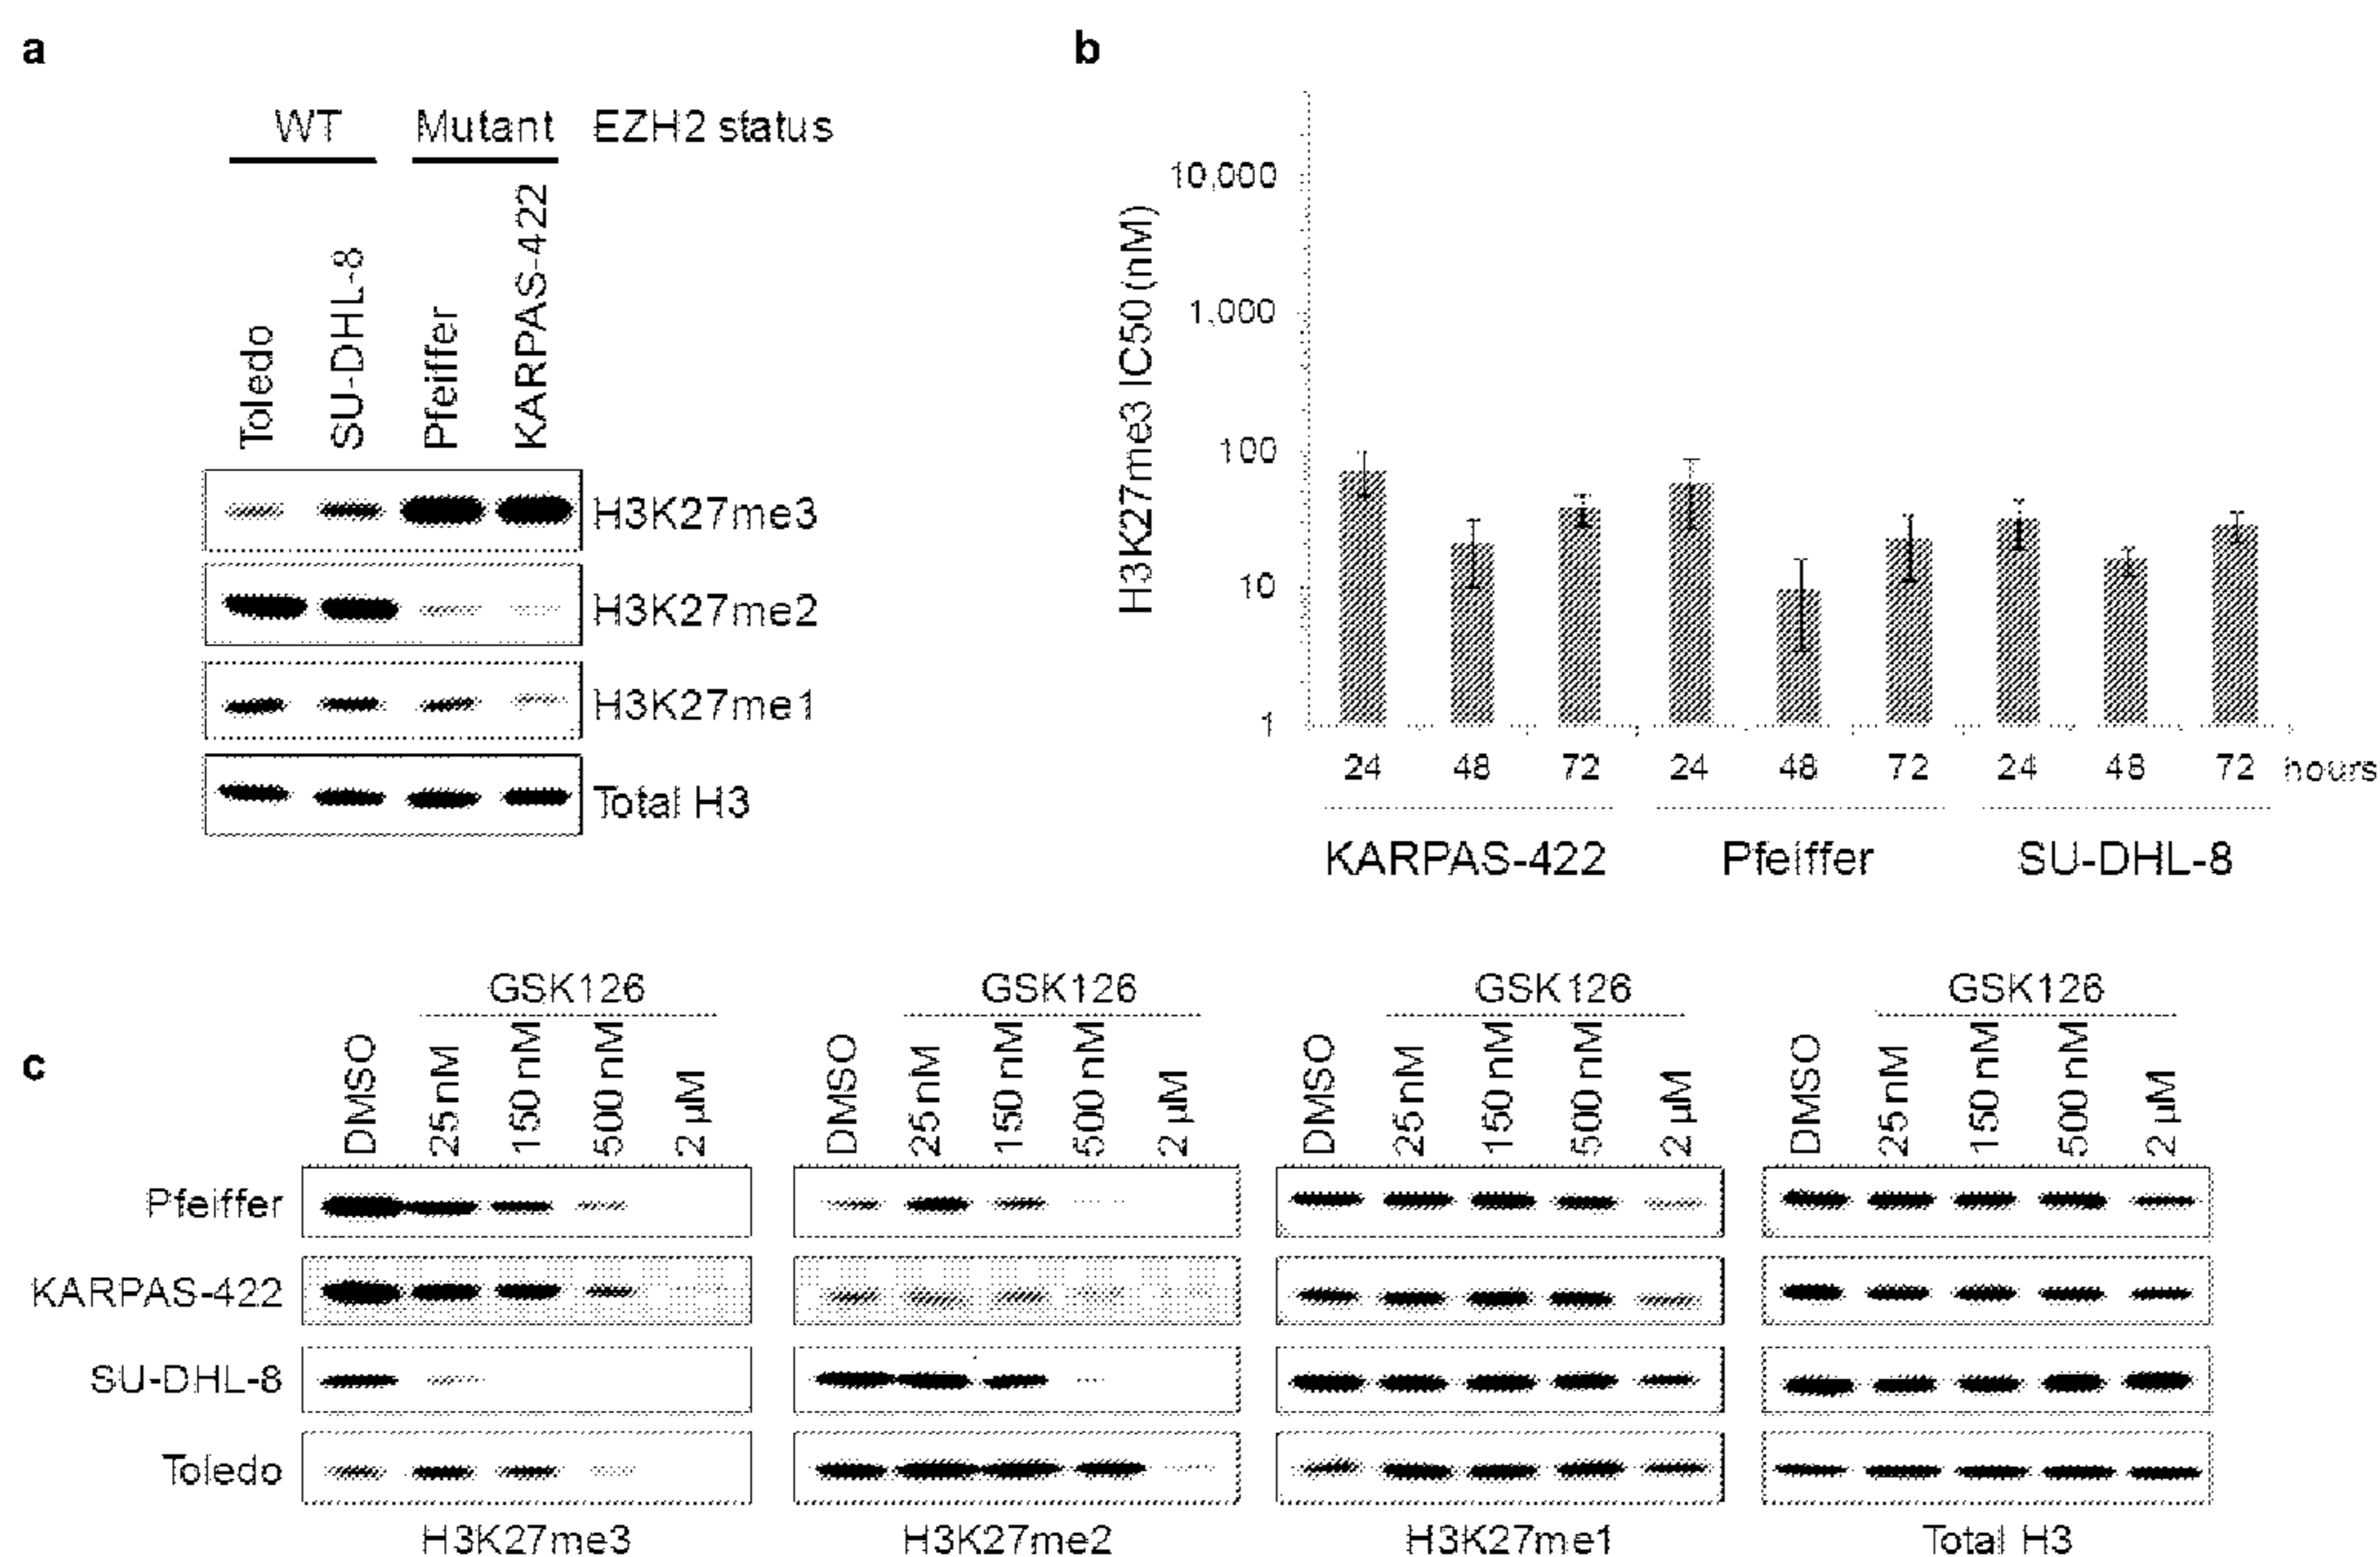 a
WT Mutant EZH2 status
Toledo
SU-DHL-8
Pfeiffer
KARPAS-422
H3K27me3
H3K27me2
H3K27me1
Total H3
b
H3K27me3 IC50 (nM)
10,000
1,000
100
10
1
24 48 72 24 48 72 24 48 72 hours
KARPAS-422 Pfeiffer SU-DHL-8
c
GSK126 GSK126 GSK126 GSK126
DMSO 25 nM 150 nM 500 nM 2 µM DMSO 25 nM 150 nM 500 nM 2 µM DMSO 25 nM 150 nM 500 nM 2 µM DMSO 25 nM 150 nM 500 nM 2 µM
Pfeiffer
KARPAS-422
SU-DHL-8
Toledo
H3K27me3 H3K27me2 H3K27me1 Total H3